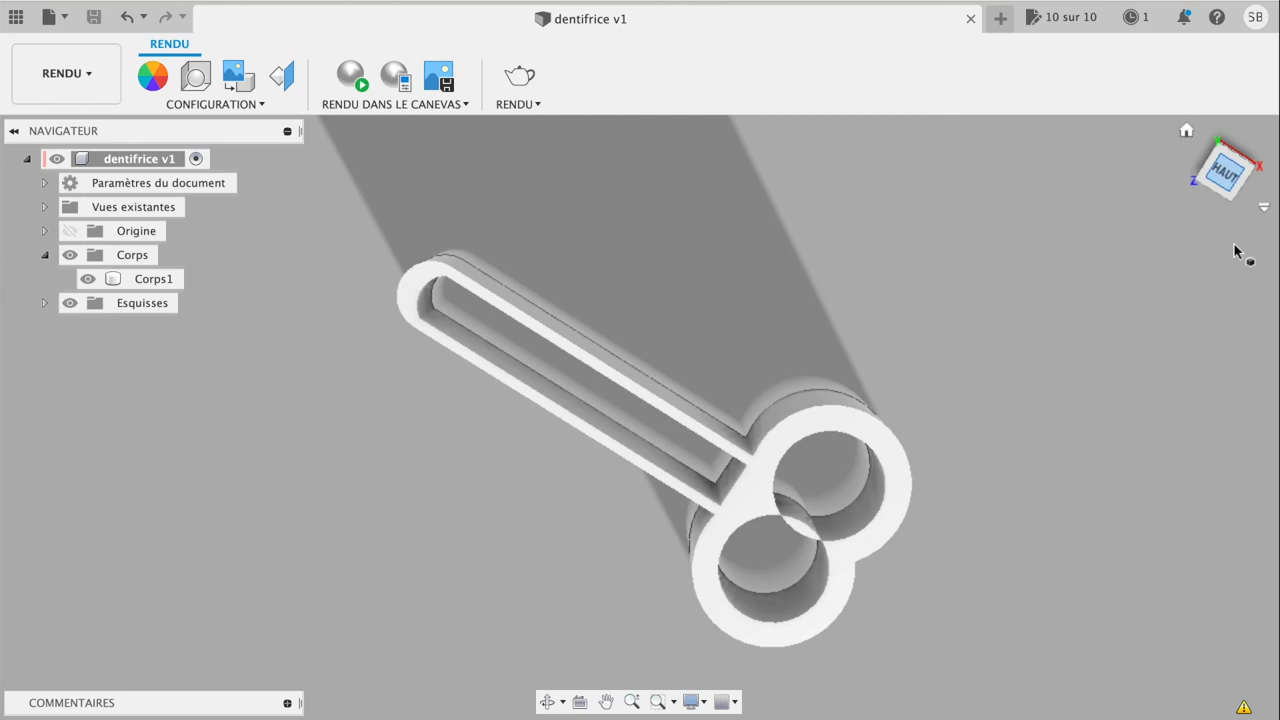 dentifrice v1
10 sur 10
1
SB
RENDU
RENDU
CONFIGURATION
RENDU DANS LE CANEVAS
RENDU
NAVIGATEUR
dentifrice v1
Paramètres du document
Vues existantes
Origine
Corps
Corps1
Esquisses
HAUT
X
Y
Z
COMMENTAIRES